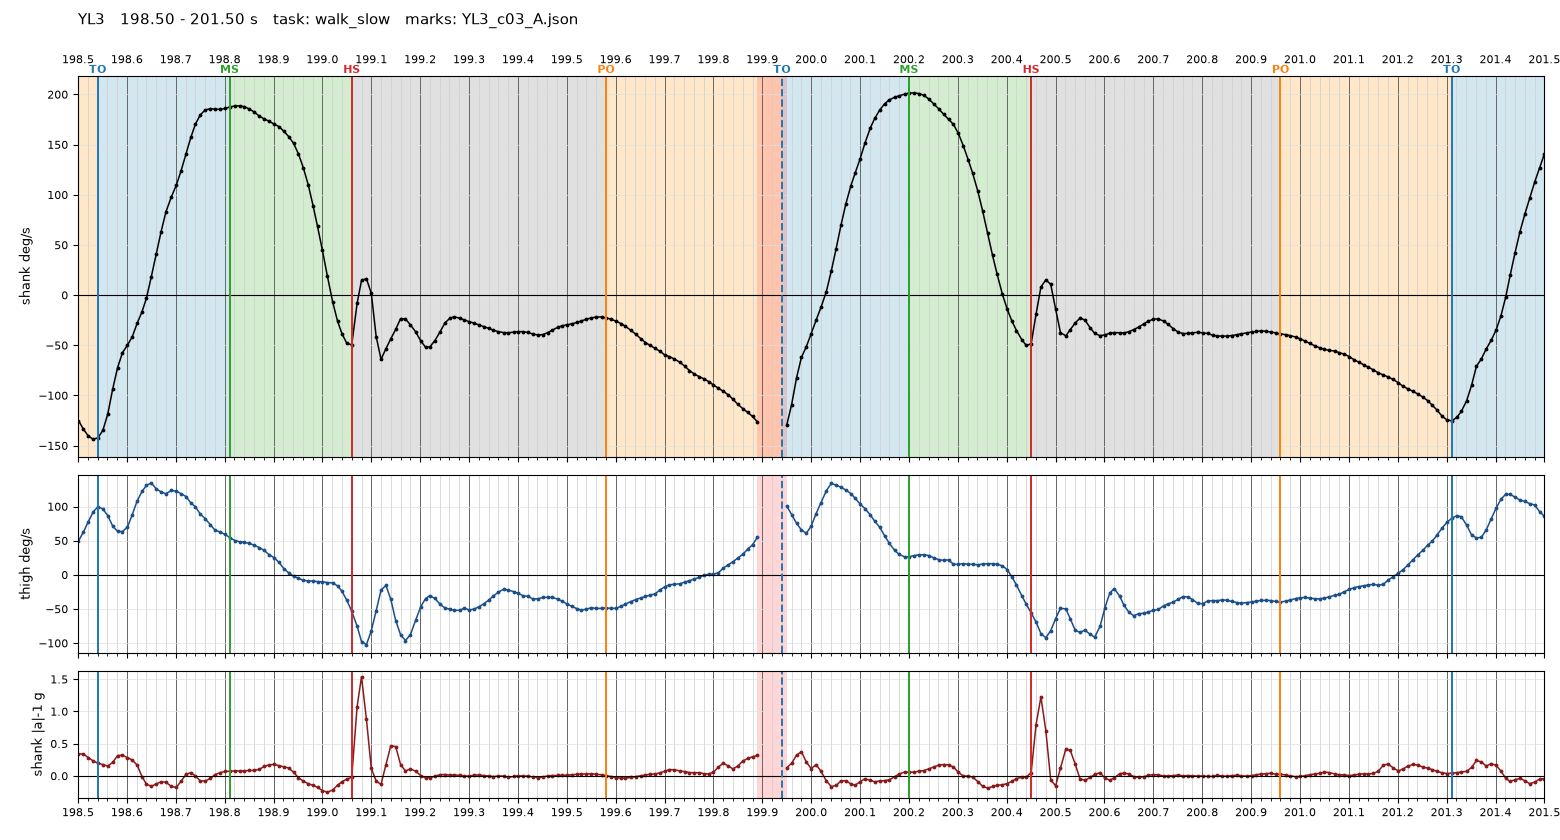 YL3   198.50 - 201.50 s   task: walk_slow   marks: YL3_c03_A.json
198.5 198.6 198.7 198.8 198.9 199.0 199.1 199.2 199.3 199.4 199.5 199.6 199.7 199.8 199.9 200.0 200.1 200.2 200.3 200.4 200.5 200.6 200.7 200.8 200.9 201.0 201.1 201.2 201.3 201.4 201.5
TO MS HS PO TO MS HS PO TO
200
150
100
50
0
−50
−100
−150
shank deg/s
100
50
0
−50
−100
thigh deg/s
1.5
1.0
0.5
0.0
shank |a|-1 g
198.5 198.6 198.7 198.8 198.9 199.0 199.1 199.2 199.3 199.4 199.5 199.6 199.7 199.8 199.9 200.0 200.1 200.2 200.3 200.4 200.5 200.6 200.7 200.8 200.9 201.0 201.1 201.2 201.3 201.4 201.5